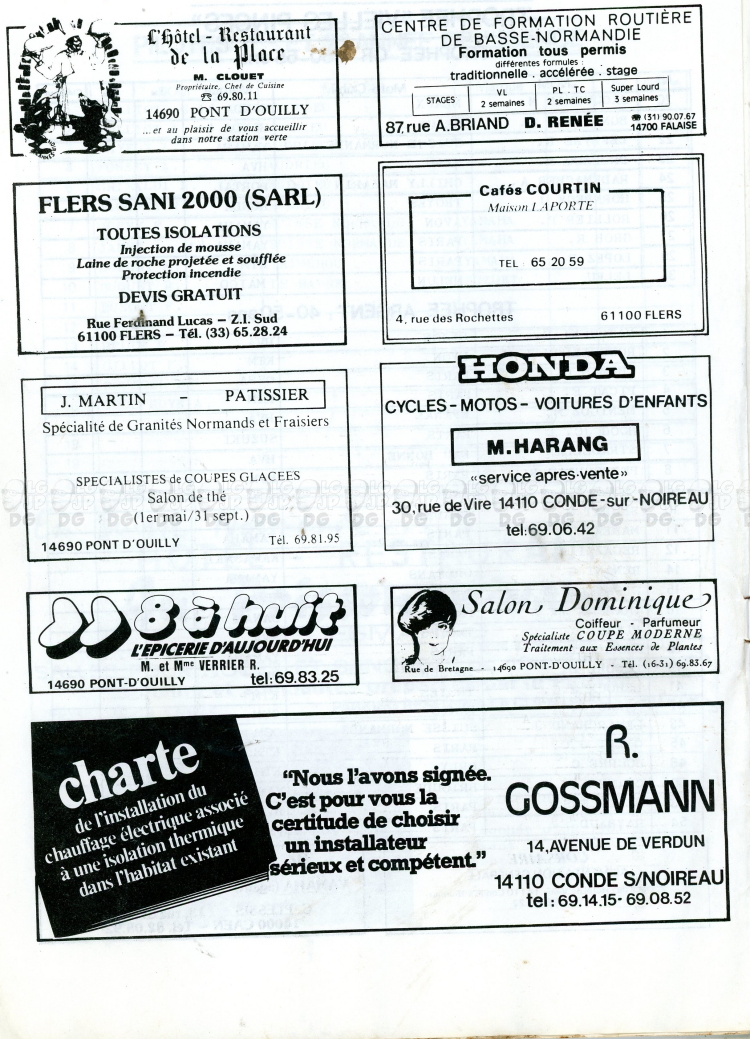 L'Hôtel - Restaurant
de la Place
M. CLOUET
Propriétaire, Chef de Cuisine
☎ 69.80.11
14690 PONT D'OUILLY
...et au plaisir de vous accueillir
dans notre station verte
CENTRE DE FORMATION ROUTIÈRE
DE BASSE-NORMANDIE
Formation tous permis
différentes formules :
traditionnelle . accélérée . stage
STAGES
VL
2 semaines
PL . TC
2 semaines
Super Lourd
3 semaines
87, rue A.BRIAND D. RENÉE
☎ (31) 90.07.67
14700 FALAISE
FLERS SANI 2000 (SARL)
TOUTES ISOLATIONS
Injection de mousse
Laine de roche projetée et soufflée
Protection incendie
DEVIS GRATUIT
Rue Ferdinand Lucas – Z.I. Sud
61100 FLERS – Tél. (33) 65.28.24
Cafés COURTIN
Maison LAPORTE
TEL · 65 20 59
4, rue des Rochettes 61100 FLERS
J. MARTIN – PATISSIER
Spécialité de Granités Normands et Fraisiers
SPECIALISTES de COUPES GLACEES
Salon de thé
(1er mai/31 sept.)
14690 PONT D'OUILLY Tél. 69.81.95
HONDA
CYCLES - MOTOS - VOITURES D'ENFANTS
M.HARANG
«service apres-vente»
30, rue de Vire 14110 CONDE-sur-NOIREAU
tel:69.06.42
8 à huit
L'EPICERIE D'AUJOURD'HUI
M. et Mme VERRIER R.
14690 PONT-D'OUILLY tel:69.83.25
Salon Dominique
Coiffeur - Parfumeur
Spécialiste COUPE MODERNE
Traitement aux Essences de Plantes
Rue de Bretagne - 14690 PONT-D'OUILLY - Tél. (16-31) 69.83.67
charte
de l'installation du
chauffage électrique associé
à une isolation thermique
dans l'habitat existant
"Nous l'avons signée.
C'est pour vous la
certitude de choisir
un installateur
sérieux et compétent."
R.
GOSSMANN
14, AVENUE DE VERDUN
14110 CONDE S/NOIREAU
tel : 69.14.15- 69.08.52